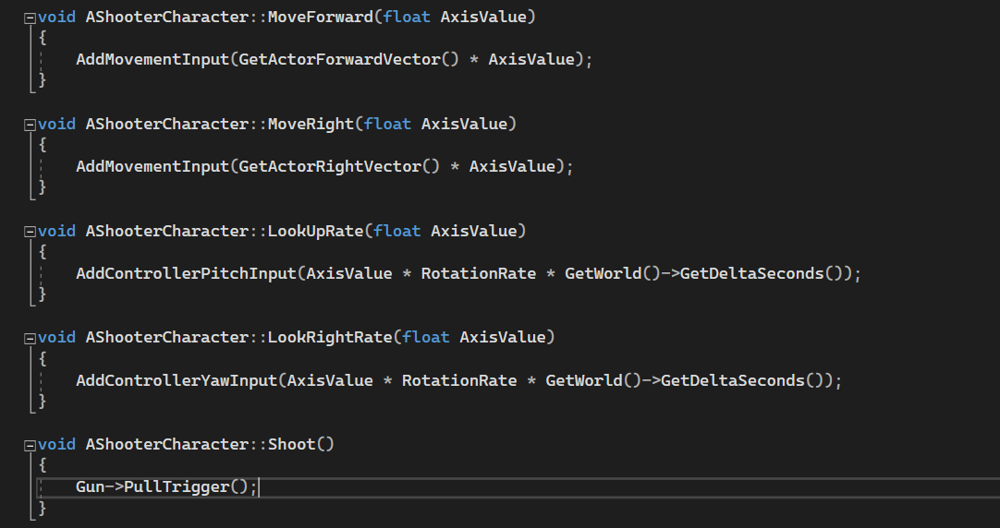 void AShooterCharacter::MoveForward(float AxisValue)
{
    AddMovementInput(GetActorForwardVector() * AxisValue);
}

void AShooterCharacter::MoveRight(float AxisValue)
{
    AddMovementInput(GetActorRightVector() * AxisValue);
}

void AShooterCharacter::LookUpRate(float AxisValue)
{
    AddControllerPitchInput(AxisValue * RotationRate * GetWorld()->GetDeltaSeconds());
}

void AShooterCharacter::LookRightRate(float AxisValue)
{
    AddControllerYawInput(AxisValue * RotationRate * GetWorld()->GetDeltaSeconds());
}

void AShooterCharacter::Shoot()
{
    Gun->PullTrigger();
}